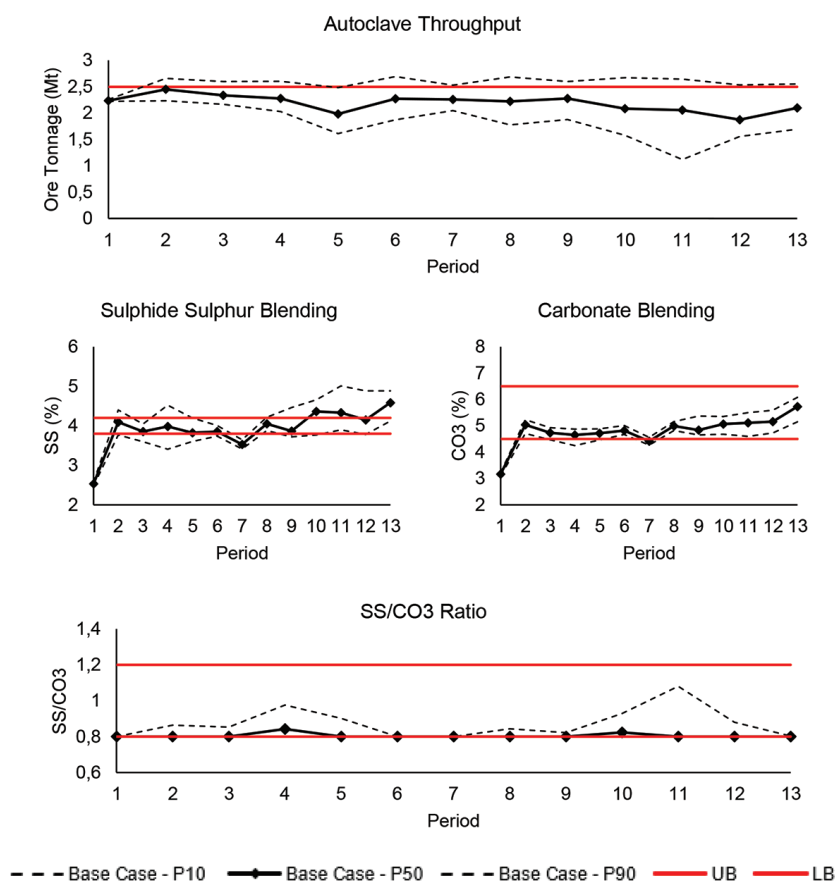 Autoclave Throughput
Ore Tonnage (Mt)
3
2,5
2
1,5
1
0,5
0
1 2 3 4 5 6 7 8 9 10 11 12 13
Period
Sulphide Sulphur Blending
SS (%)
6
5
4
3
2
1 2 3 4 5 6 7 8 9 10 11 12 13
Period
Carbonate Blending
CO3 (%)
8
7
6
5
4
3
2
1 2 3 4 5 6 7 8 9 10 11 12 13
Period
SS/CO3 Ratio
SS/CO3
1,4
1,2
1
0,8
0,6
1 2 3 4 5 6 7 8 9 10 11 12 13
Period
Base Case - P10 Base Case - P50 Base Case - P90 UB LB